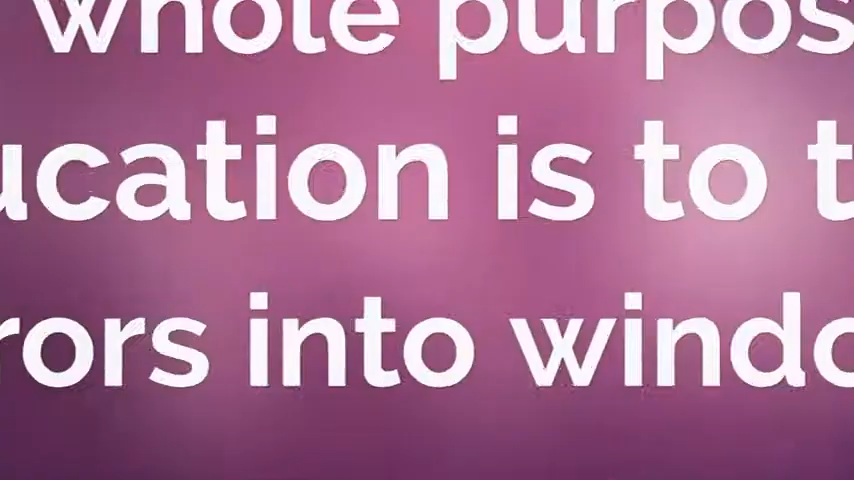 whole purpos
ucation is to t
rors into windo